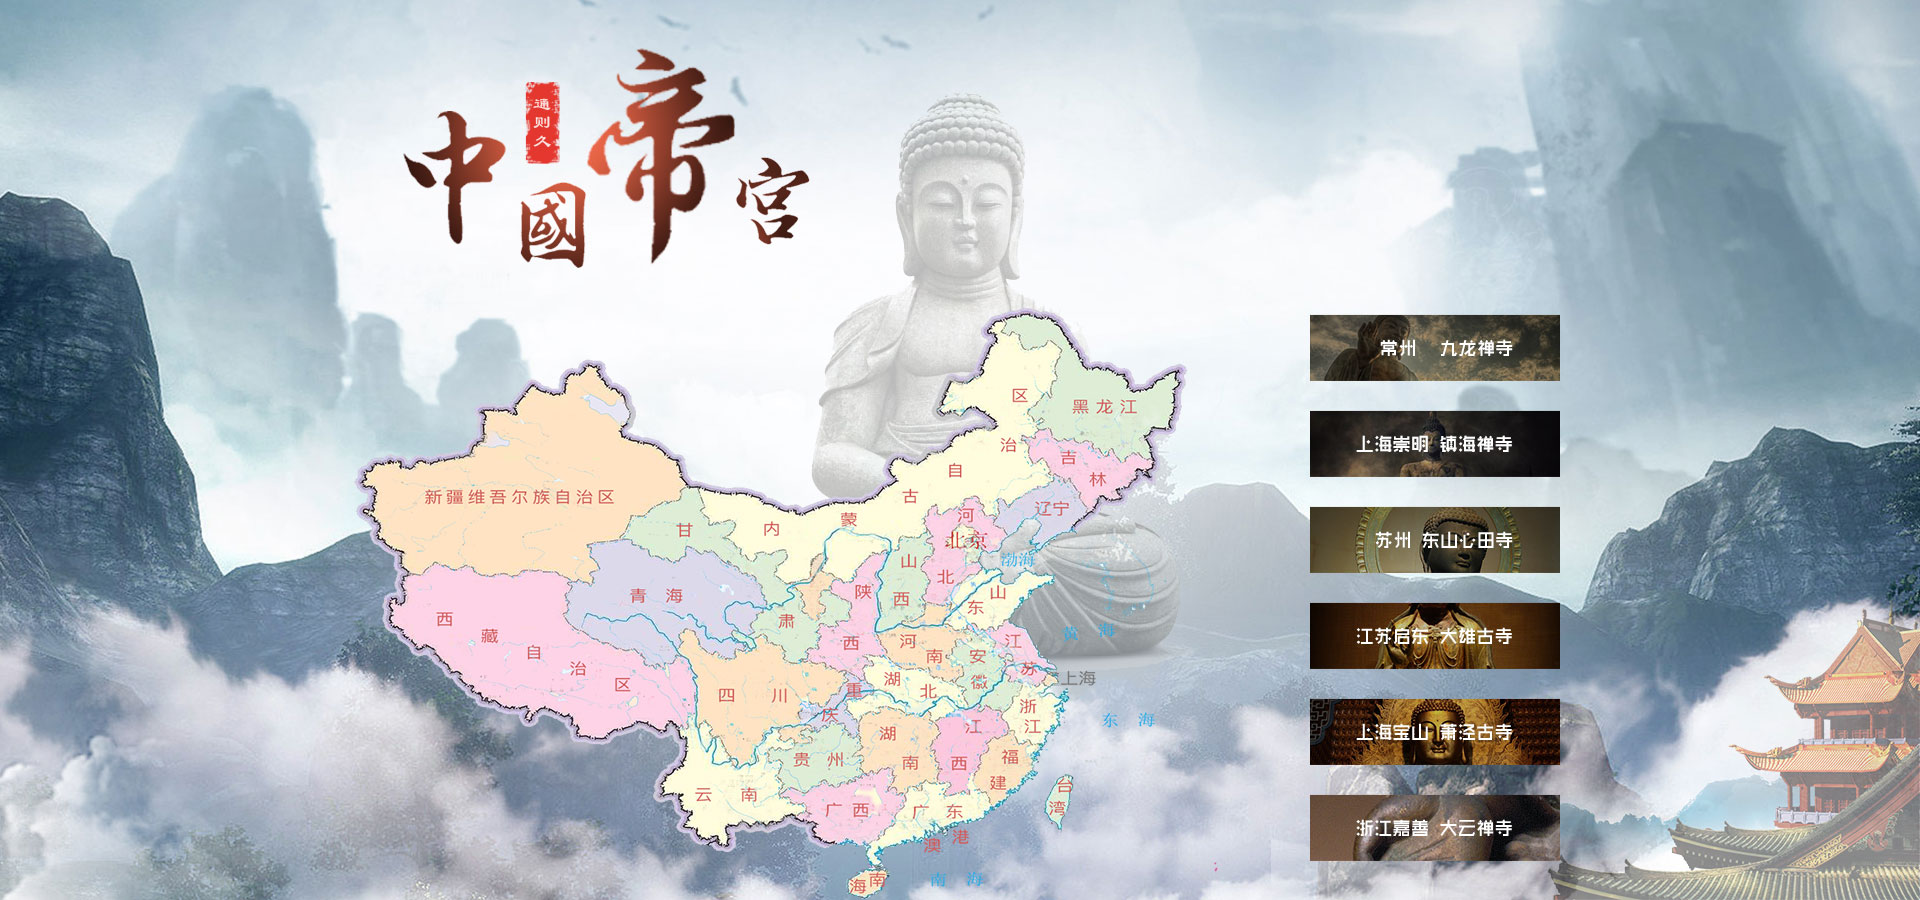 中國帝宮
通则久
常州 九龙禅寺
上海崇明 镇海禅寺
苏州 东山心田寺
江苏启东 大雄古寺
上海宝山 萧泾古寺
浙江嘉善 大云禅寺
黑龙江
内蒙古自治区
吉林
辽宁
新疆维吾尔族自治区
甘肃
河北
北京
渤海
山西
陕西
青海
山东
西藏自治区
黄海
河南
江苏
安徽
上海
四川
重庆
湖北
浙江
东海
湖南
江西
贵州
福建
云南
广西
广东
台湾
港
澳
海南
南海